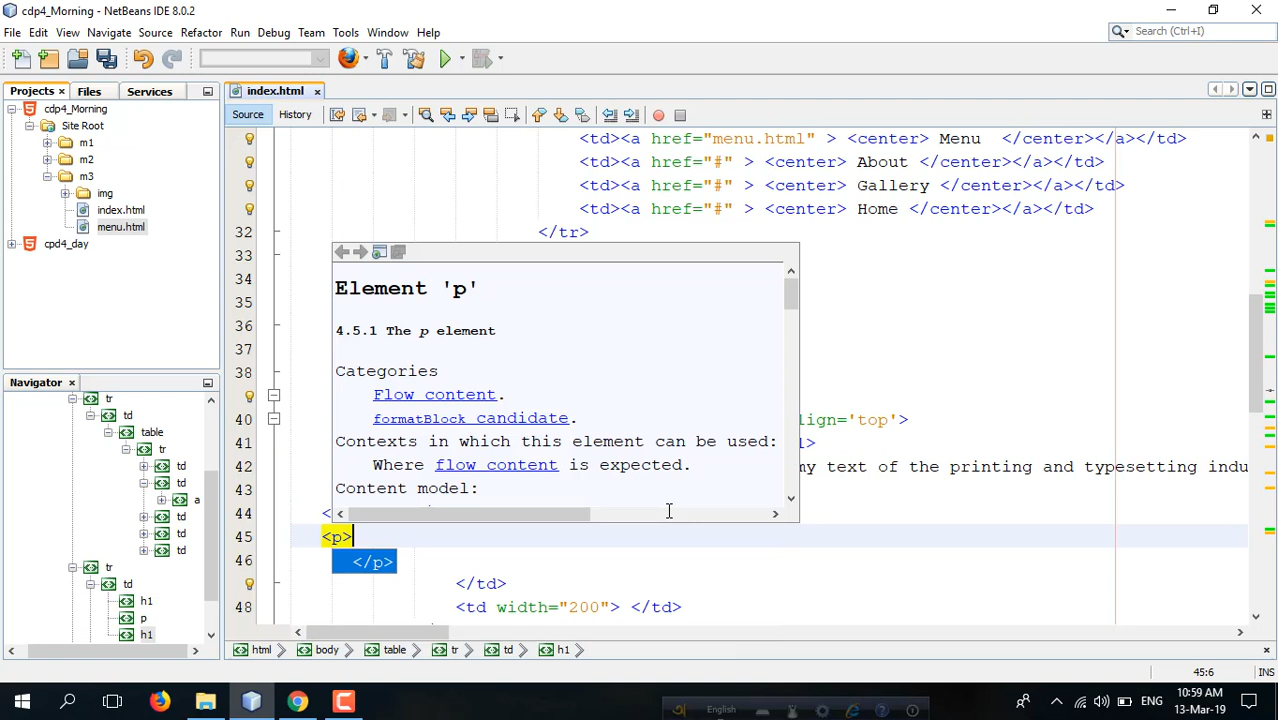 cdp4_Morning - NetBeans IDE 8.0.2
File Edit View Navigate Source Refactor Run Debug Team Tools Window Help
Search (Ctrl+I)
Projects Files Services
index.html
cdp4_Morning
Site Root
m1
m2
m3
img
index.html
menu.html
cpd4_day
Source History
<td><a href="menu.html" > <center> Menu </center></a></td>
<td><a href="#" > <center> About </center></a></td>
<td><a href="#" > <center> Gallery </center></a></td>
<td><a href="#" > <center> Home </center></a></td>
32 </tr>
33
34
35
36
37
38
40 lign='top'>
41 l>
42 my text of the printing and typesetting indu
43
44 <
45 <p>
46 </p>
</td>
48 <td width="200"> </td>
Element 'p'
4.5.1 The p element
Categories
Flow content.
formatBlock candidate.
Contexts in which this element can be used:
Where flow content is expected.
Content model:
Navigator
tr
td
table
tr
td
td
a
td
td
td
tr
td
h1
p
h1
html body table tr td h1
45:6 INS
English
ENG
10:59 AM
13-Mar-19